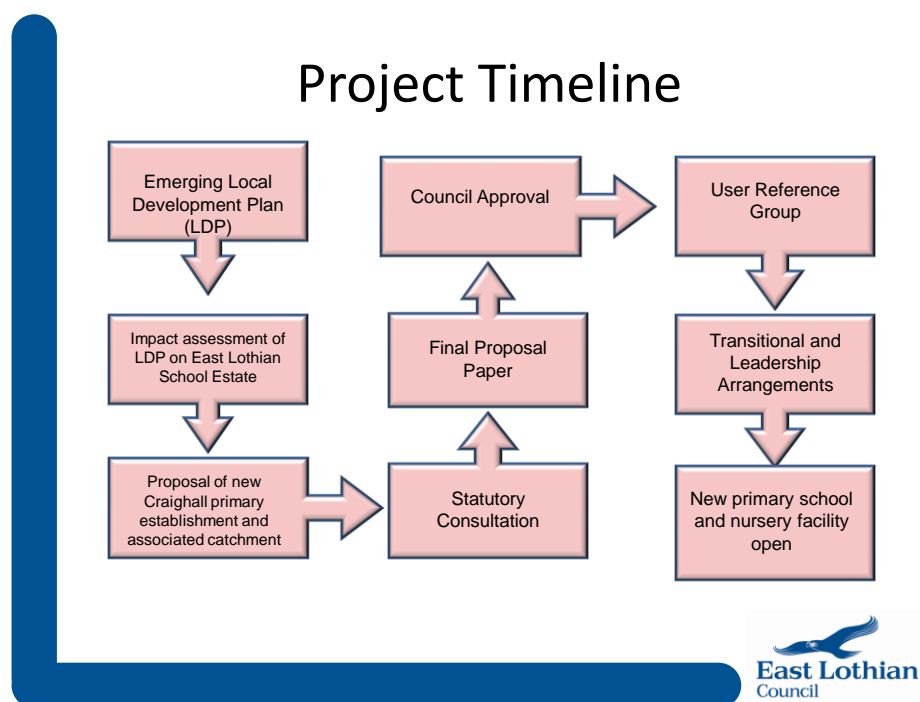 Project Timeline
Emerging Local
Development Plan
(LDP)
Impact assessment of
LDP on East Lothian
School Estate
Proposal of new
Craighall primary
establishment and
associated catchment
Statutory
Consultation
Final Proposal
Paper
Council Approval
User Reference
Group
Transitional and
Leadership
Arrangements
New primary school
and nursery facility
open
East Lothian
Council